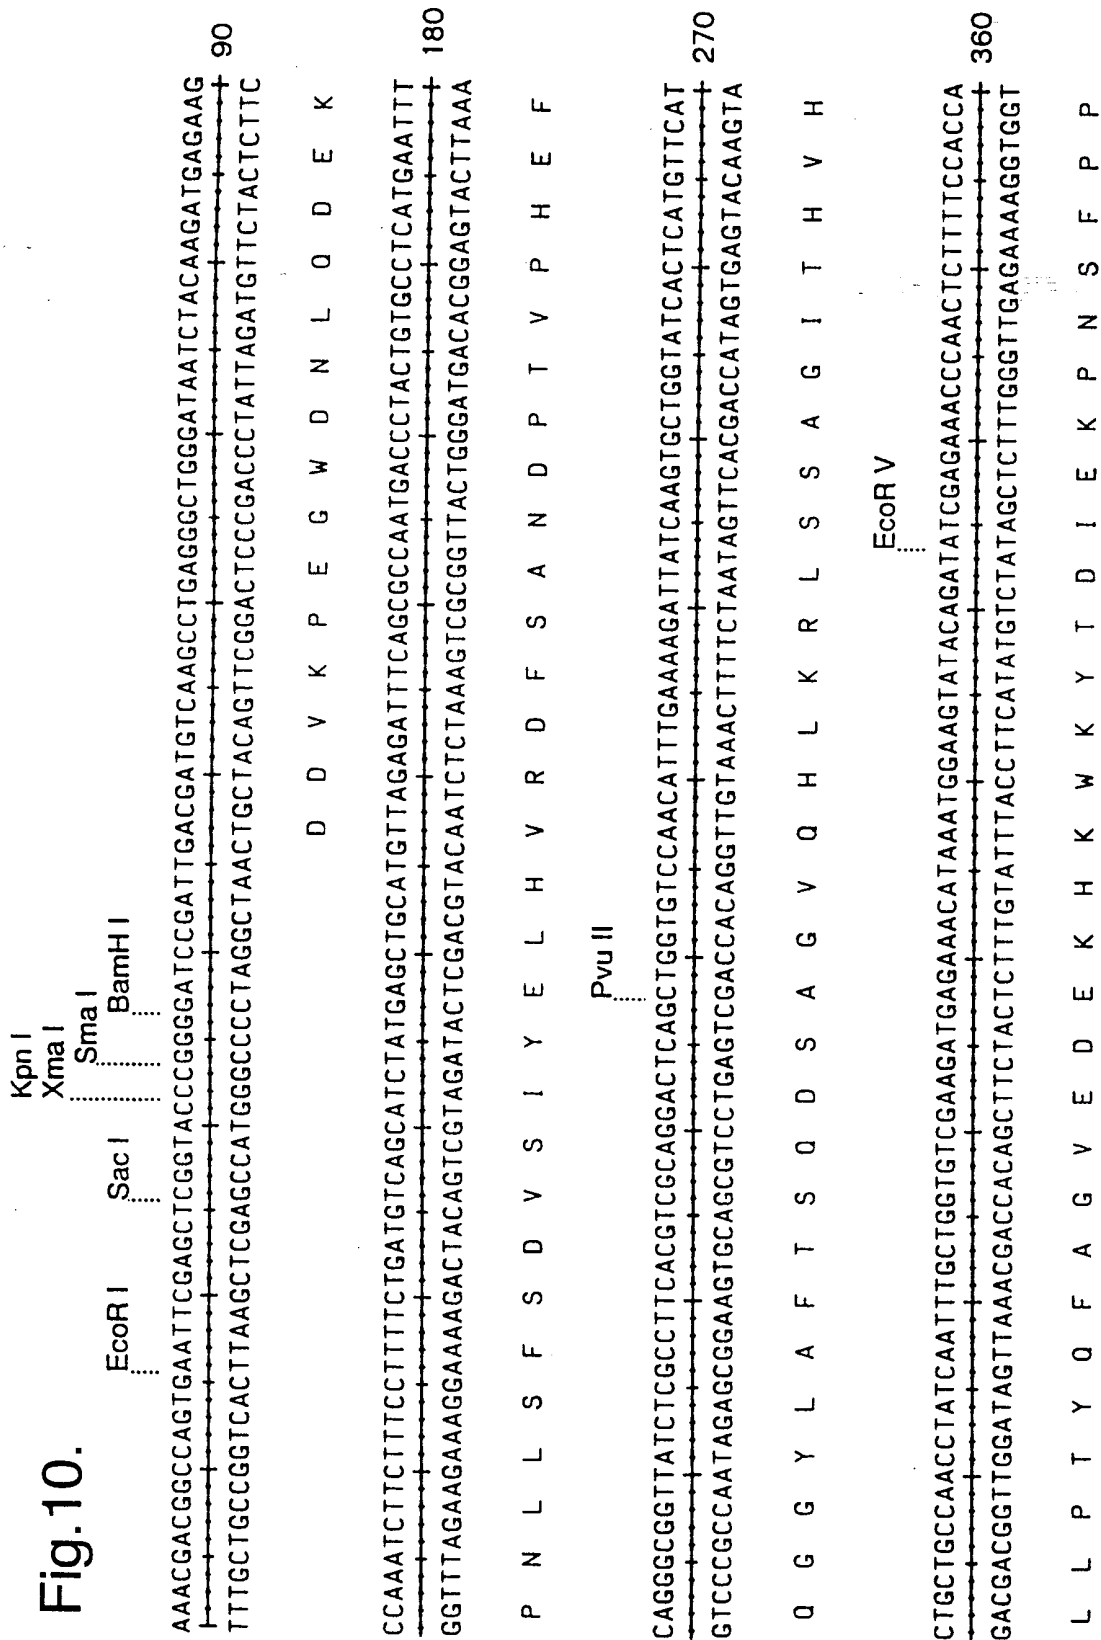 Fig.10.
Kpn I
Xma I
Sma I
EcoR I Sac I BamH I
AAACGACGGCCAGTGAATTCGAGCTCGGTACCCGGGGATCCGATTGACGATGTCAAGCCTGAGGGCTGGGATAATCTACAAGATGAGAAG
90
TTTGCTGCCGGTCACTTAAGCTCGAGCCATGGGCCCCTAGGCTAACTGCTACAGTTCGGACTCCCGACCCTATTAGATGTTCTACTCTTC
D D V K P E G W D N L Q D E K
CCAAATCTTCTTTCCTTTTCTGATGTCAGCATCTATGAGCTGCATGTTAGAGATTTCAGCGCCAATGACCCTACTGTGCCTCATGAATTT
180
GGTTTAGAAGAAAGGAAAAGACTACAGTCGTAGATACTCGACGTACAATCTCTAAAGTCGCGGTTACTGGGATGACACGGAGTACTTAAA
P N L L S F S D V S I Y E L H V R D F S A N D P T V P H E F
Pvu II
CAGGGCGGTTATCTCGCCTTCACGTCGCAGGACTCAGCTGGTGTCCAACATTTGAAAAGATTATCAAGTGCTGGTATCACTCATGTTCAT
270
GTCCCGCCAATAGAGCGGAAGTGCAGCGTCCTGAGTCGACCACAGGTTGTAAACTTTTCTAATAGTTCACGACCATAGTGAGTACAAGTA
Q G G Y L A F T S Q D S A G V Q H L K R L S S A G I T H V H
EcoR V
CTGCTGCCAACCTATCAATTTGCTGGTGTCGAAGATGAGAAACATAAATGGAAGTATACAGATATCGAGAAACCCAACTCTTTTCCACCA
360
GACGACGGTTGGATAGTTAAACGACCACAGCTTCTACTCTTTGTATTTACCTTCATATGTCTATAGCTCTTTGGGTTGAGAAAAGGTGGT
L L P T Y Q F A G V E D E K H K W K Y T D I E K P N S F P P